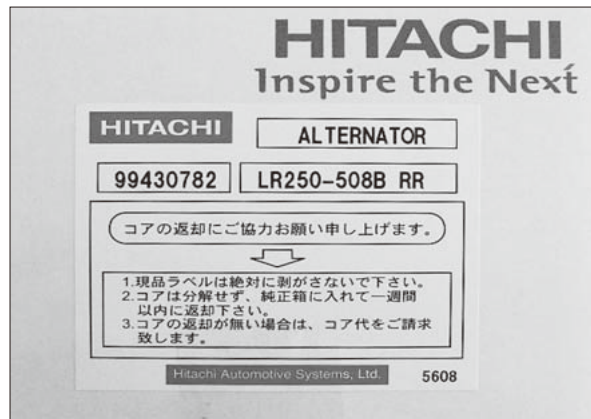 HITACHI
Inspire the Next
HITACHI
ALTERNATOR
99430782
LR250-508B RR
コアの返却にご協力お願い申し上げます。
1.現品ラベルは絶対に剥がさないで下さい。
2.コアは分解せず、純正箱に入れて一週間
以内に返却下さい。
3.コアの返却が無い場合は、コア代をご請求
致します。
Hitachi Automotive Systems, Ltd.
5608